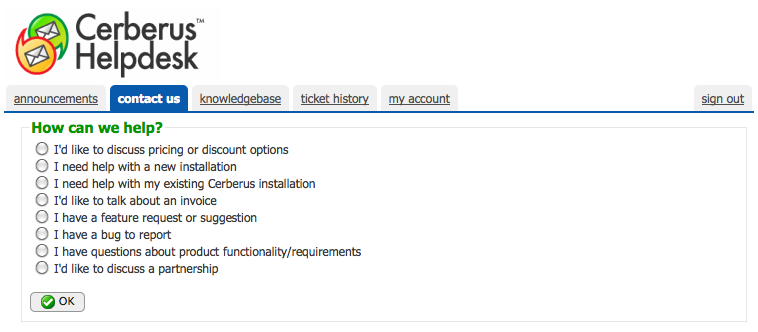 Cerberus™
Helpdesk
announcements contact us knowledgebase ticket history my account sign out
How can we help?
I'd like to discuss pricing or discount options
I need help with a new installation
I need help with my existing Cerberus installation
I'd like to talk about an invoice
I have a feature request or suggestion
I have a bug to report
I have questions about product functionality/requirements
I'd like to discuss a partnership
OK